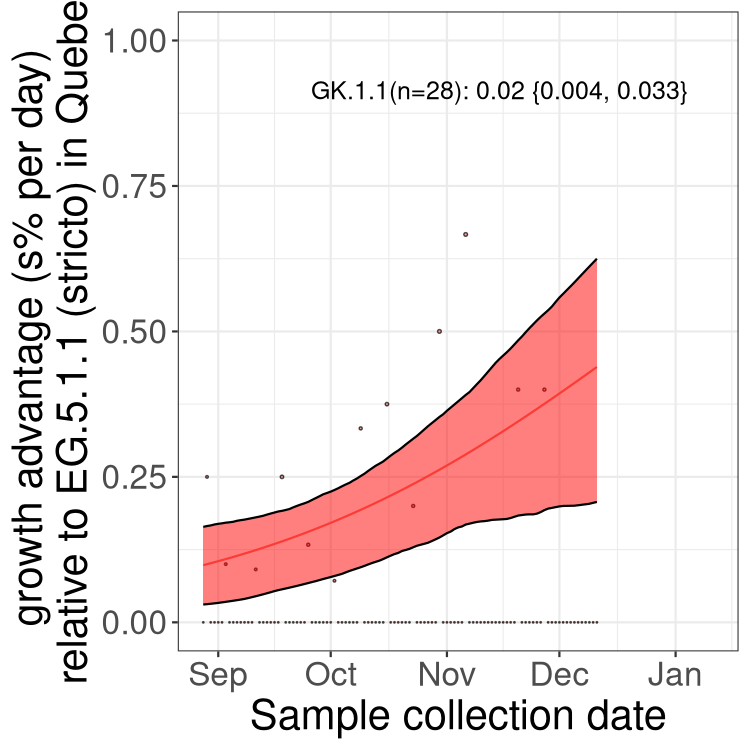 growth advantage (s% per day)
relative to EG.5.1.1 (stricto) in Quebe
1.00
0.75
0.50
0.25
0.00
GK.1.1(n=28): 0.02 {0.004, 0.033}
Sep Oct Nov Dec Jan
Sample collection date